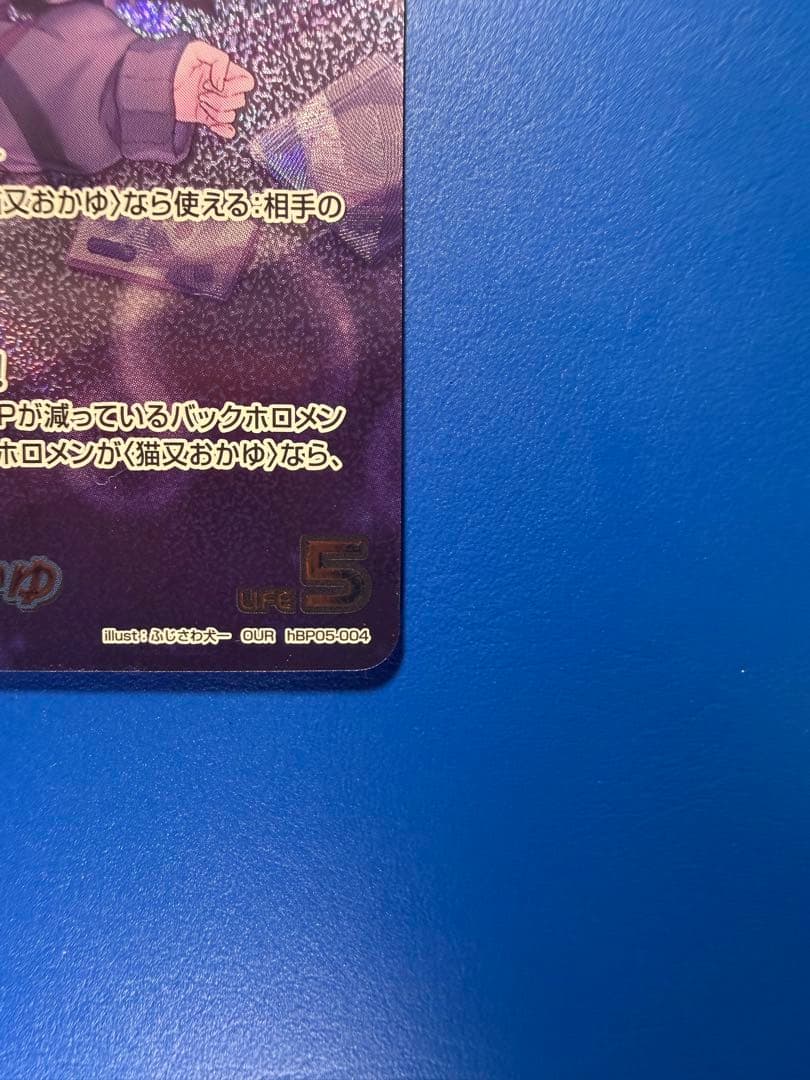 又おかゆ〉なら使える：相手の
!
Pが減っているバックホロメン
ホロメンが〈猫又おかゆ〉なら、
ゆ
LIFE 5
illust：ふじさわ犬一 OUR hBP05-004